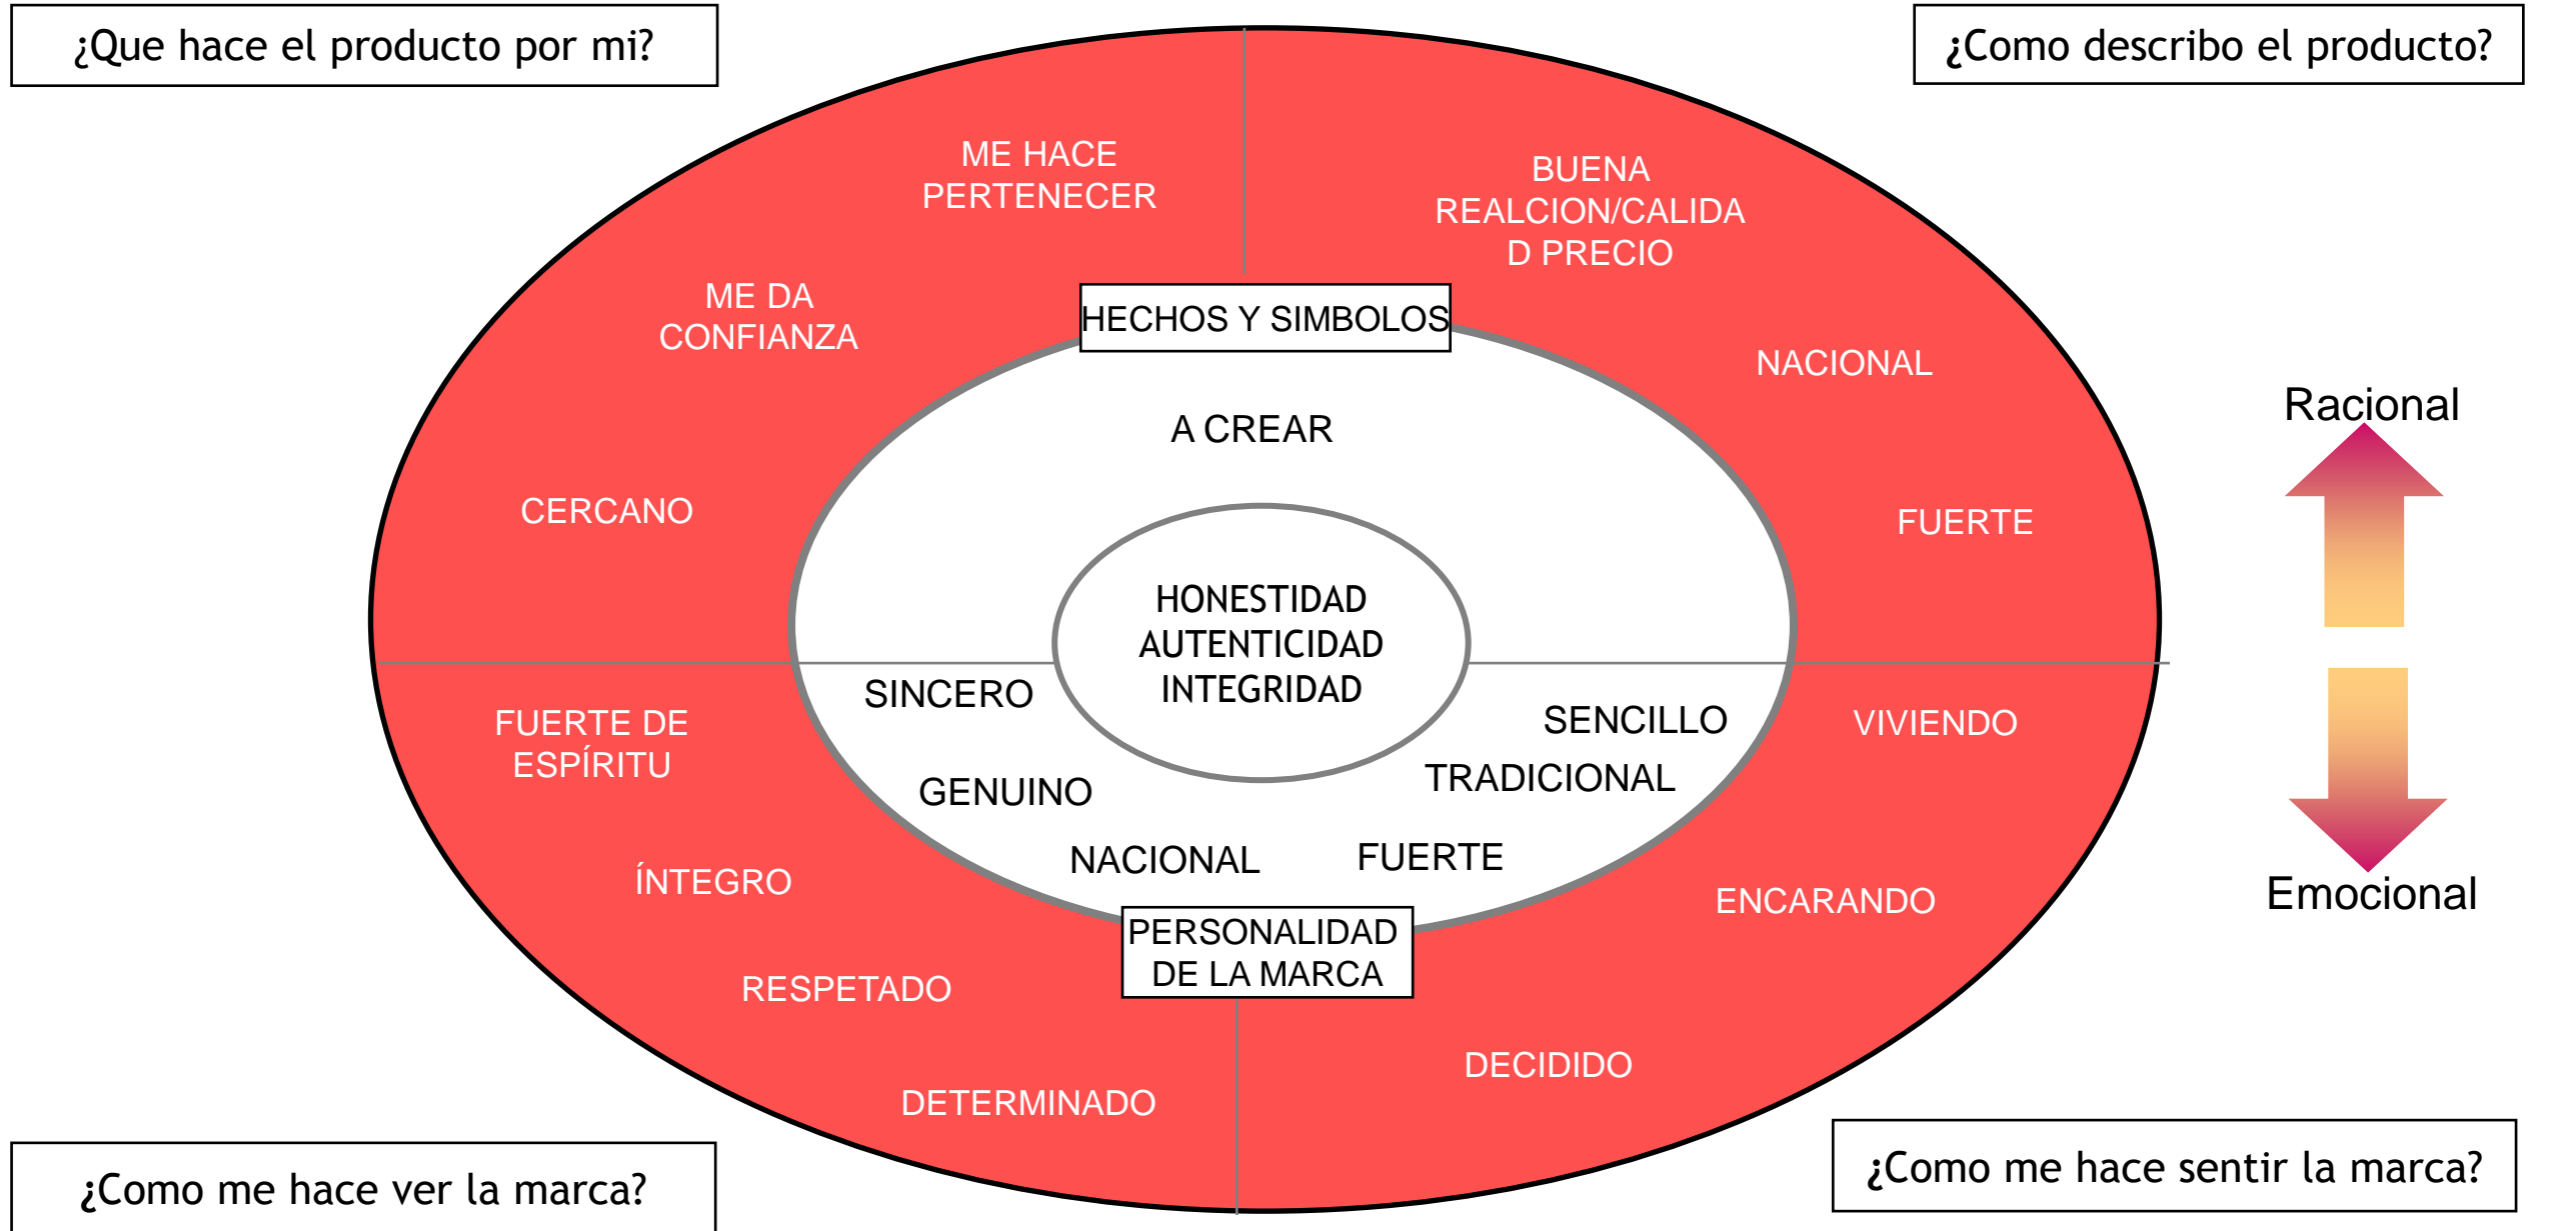 ¿Que hace el producto por mi?
¿Como describo el producto?
ME HACE
PERTENECER
BUENA
REALCION/CALIDA
D PRECIO
ME DA
CONFIANZA
HECHOS Y SIMBOLOS
NACIONAL
Racional
A CREAR
CERCANO
FUERTE
HONESTIDAD
AUTENTICIDAD
INTEGRIDAD
SINCERO
SENCILLO
FUERTE DE
ESPÍRITU
VIVIENDO
GENUINO
TRADICIONAL
NACIONAL
FUERTE
ÍNTEGRO
ENCARANDO
Emocional
PERSONALIDAD
DE LA MARCA
RESPETADO
DECIDIDO
DETERMINADO
¿Como me hace ver la marca?
¿Como me hace sentir la marca?